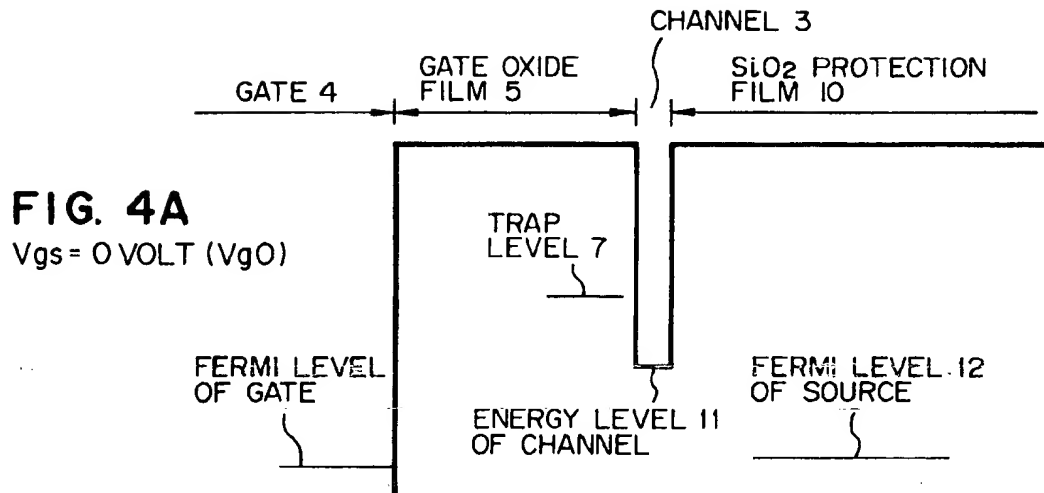 CHANNEL 3
GATE 4
GATE OXIDE
FILM 5
SiO2 PROTECTION
FILM 10
FIG. 4A
Vgs = 0 VOLT (Vg0)
TRAP
LEVEL 7
FERMI LEVEL
OF GATE
ENERGY LEVEL 11
OF CHANNEL
FERMI LEVEL 12
OF SOURCE